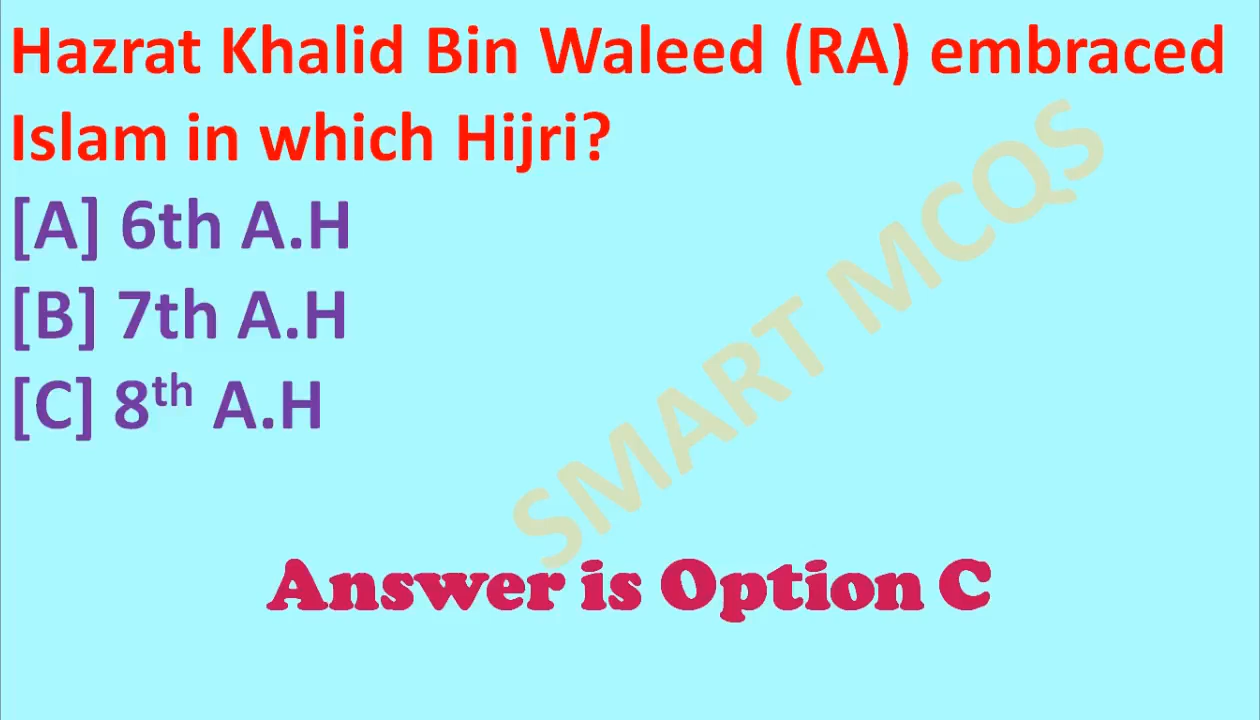 Hazrat Khalid Bin Waleed (RA) embraced
Islam in which Hijri?
[A] 6th A.H
[B] 7th A.H
[C] 8th A.H
SMART MCQS
Answer is Option C